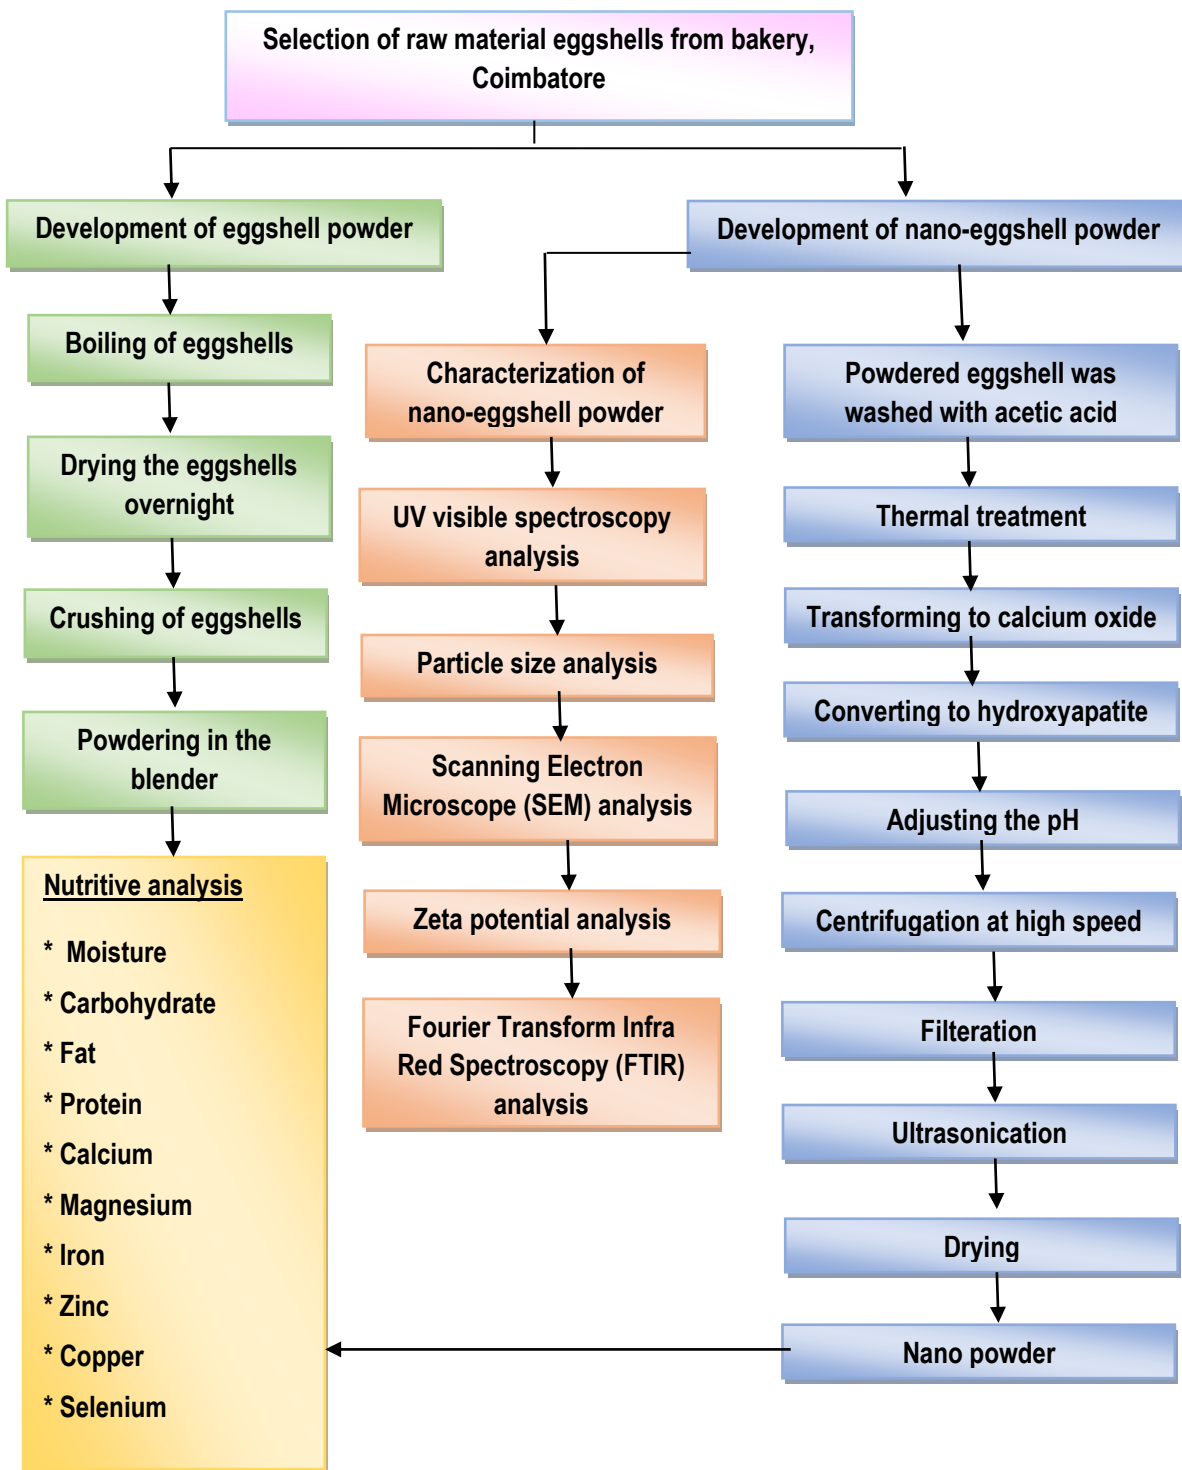 Selection of raw material eggshells from bakery,
Coimbatore
Development of eggshell powder
Boiling of eggshells
Drying the eggshells
overnight
Crushing of eggshells
Powdering in the
blender
Nutritive analysis
* Moisture
* Carbohydrate
* Fat
* Protein
* Calcium
* Magnesium
* Iron
* Zinc
* Copper
* Selenium
Development of nano-eggshell powder
Characterization of
nano-eggshell powder
UV visible spectroscopy
analysis
Particle size analysis
Scanning Electron
Microscope (SEM) analysis
Zeta potential analysis
Fourier Transform Infra
Red Spectroscopy (FTIR)
analysis
Powdered eggshell was
washed with acetic acid
Thermal treatment
Transforming to calcium oxide
Converting to hydroxyapatite
Adjusting the pH
Centrifugation at high speed
Filteration
Ultrasonication
Drying
Nano powder